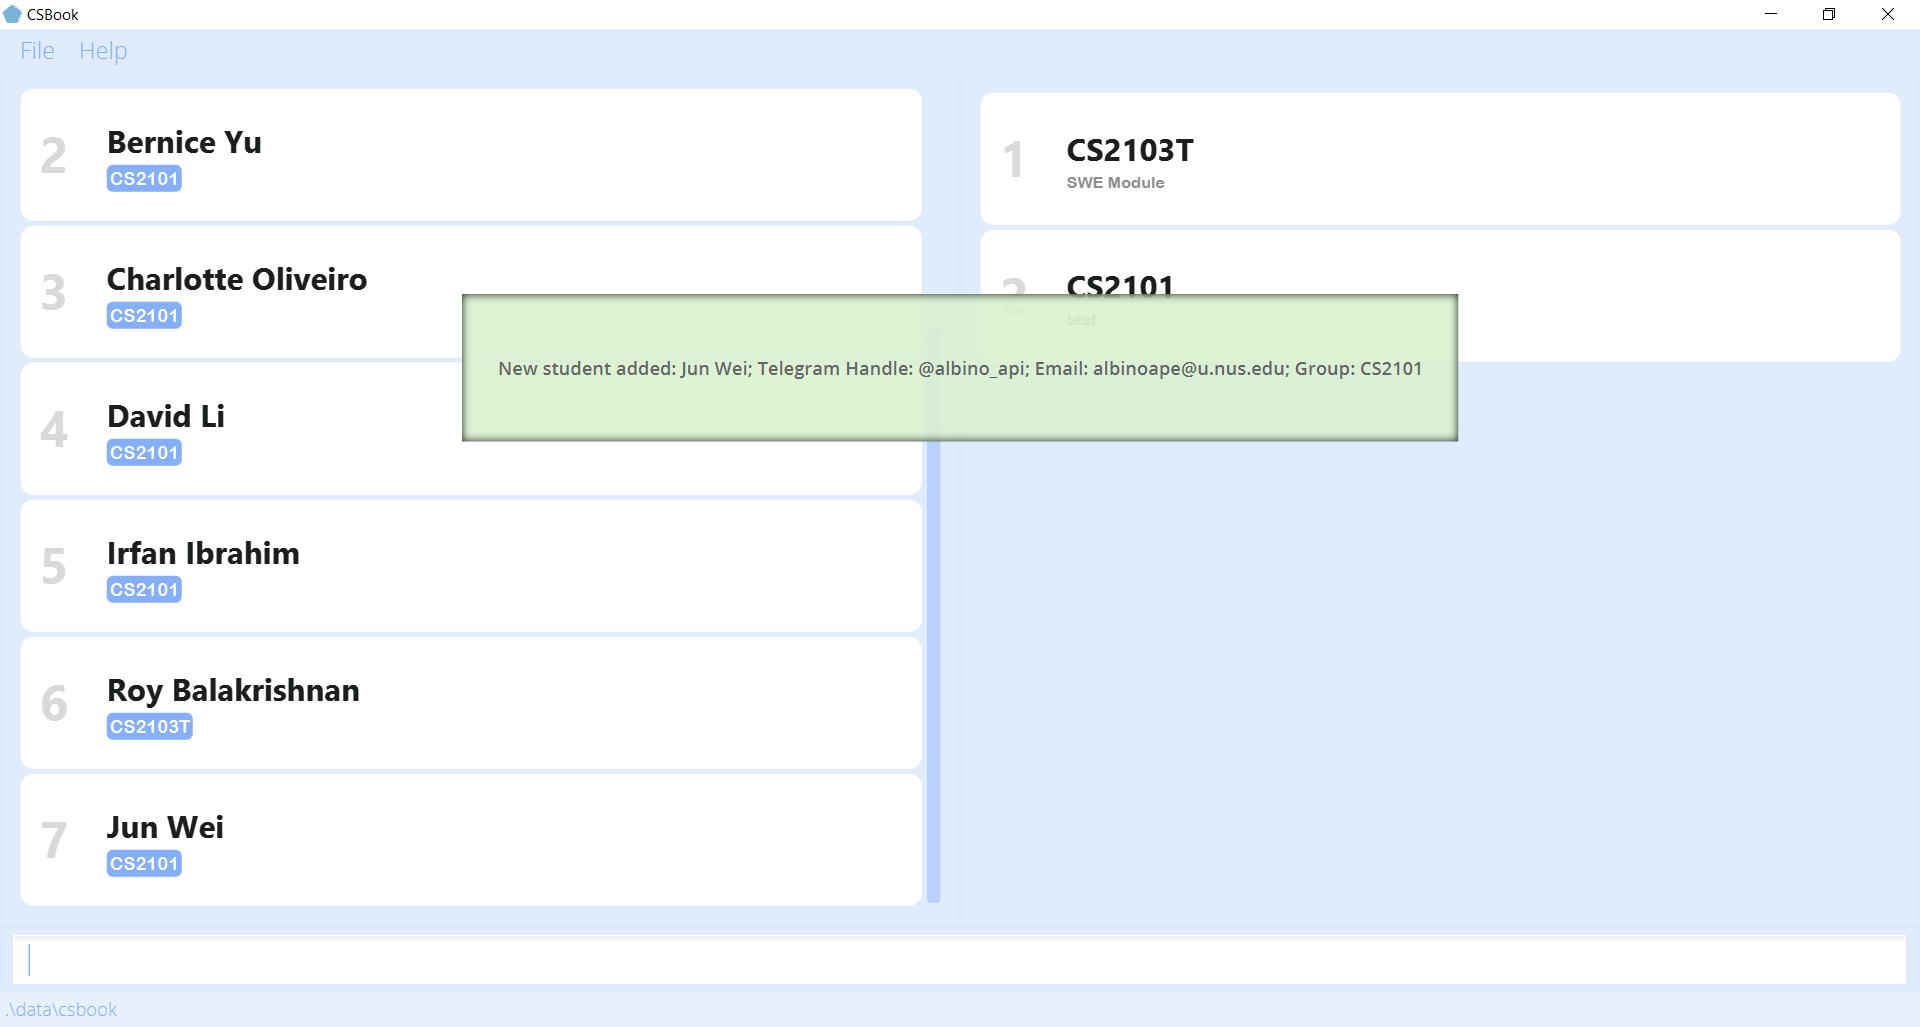 CSBook
File Help
2
Bernice Yu
CS2101
3
Charlotte Oliveiro
CS2101
4
David Li
CS2101
5
Irfan Ibrahim
CS2101
6
Roy Balakrishnan
CS2103T
7
Jun Wei
CS2101
1
CS2103T
SWE Module
2
CS2101
test
New student added: Jun Wei; Telegram Handle: @albino_api; Email: albinoape@u.nus.edu; Group: CS2101
.\data\csbook